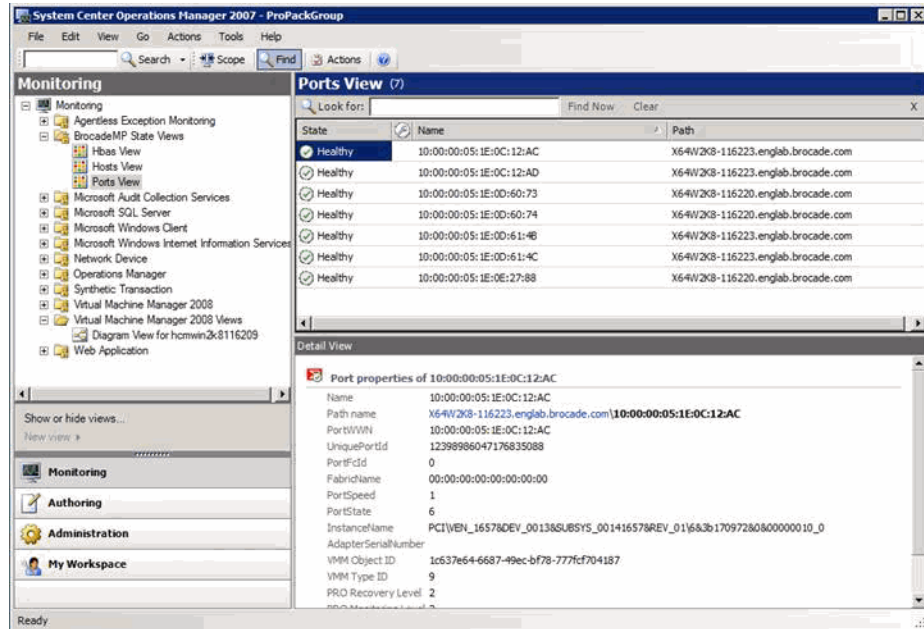 System Center Operations Manager 2007 - ProPackGroup
File Edit View Go Actions Tools Help
Search Scope Find Actions
Monitoring
Monitoring
Agentless Exception Monitoring
BrocadeMP State Views
Hbas View
Hosts View
Ports View
Microsoft Audit Collection Services
Microsoft SQL Server
Microsoft Windows Client
Microsoft Windows Internet Information Services
Network Device
Operations Manager
Synthetic Transaction
Virtual Machine Manager 2008
Virtual Machine Manager 2008 Views
Diagram View for hcmwin2k8116209
Web Application
Show or hide views...
New view
Monitoring
Authoring
Administration
My Workspace
Ports View (7)
Look for: Find Now Clear X
State Name Path
Healthy 10:00:00:05:1E:0C:12:AC X64W2K8-116223.englab.brocade.com
Healthy 10:00:00:05:1E:0C:12:AD X64W2K8-116223.englab.brocade.com
Healthy 10:00:00:05:1E:0D:60:73 X64W2K8-116220.englab.brocade.com
Healthy 10:00:00:05:1E:0D:60:74 X64W2K8-116220.englab.brocade.com
Healthy 10:00:00:05:1E:0D:61:4B X64W2K8-116223.englab.brocade.com
Healthy 10:00:00:05:1E:0D:61:4C X64W2K8-116223.englab.brocade.com
Healthy 10:00:00:05:1E:0E:27:88 X64W2K8-116220.englab.brocade.com
Detail View
Port properties of 10:00:00:05:1E:0C:12:AC
Name 10:00:00:05:1E:0C:12:AC
Path name X64W2K8-116223.englab.brocade.com\10:00:00:05:1E:0C:12:AC
PortWWN 10:00:00:05:1E:0C:12:AC
UniquePortId 12398986047176835088
PortFcId 0
FabricName 00:00:00:00:00:00:00:00
PortSpeed 1
PortState 6
InstanceName PCI\VEN_1657&DEV_0013&SUBSYS_00141657&REV_01\6&3b170972&0&00000010_0
AdapterSerialNumber
VMM Object ID 1c637e64-6687-49ec-bf78-777fcf704187
VMM Type ID 9
PRO Recovery Level 2
PRO Monitoring Level 2
Ready